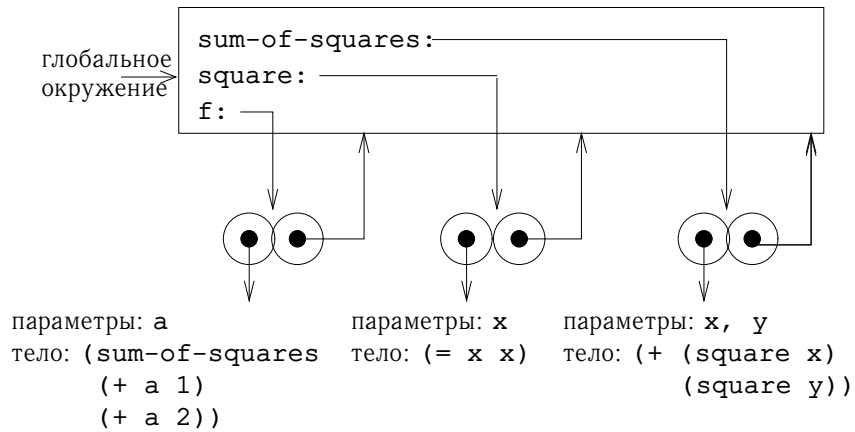 sum-of-squares:
глобальное
окружение
square:
f:
параметры: a
тело: (sum-of-squares
(+ a 1)
(+ a 2))
параметры: x
тело: (= x x)
параметры: x, y
тело: (+ (square x)
(square y))